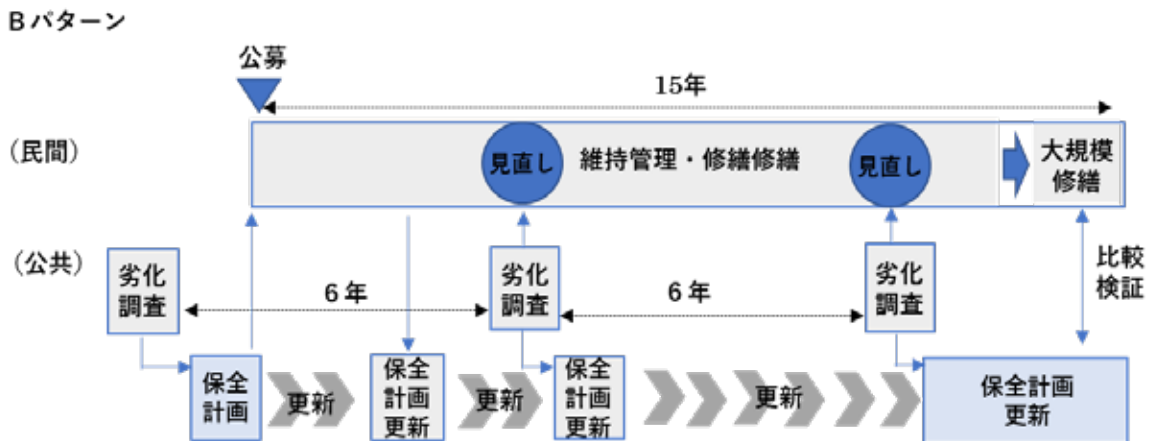 Bパターン
公募
15年
(民間)
見直し
維持管理・修繕修繕
見直し
大規模
修繕
(公共)
劣化
調査
6年
劣化
調査
6年
劣化
調査
比較
検証
保全
計画
更新
保全
計画
更新
更新
保全
計画
更新
更新
保全計画
更新